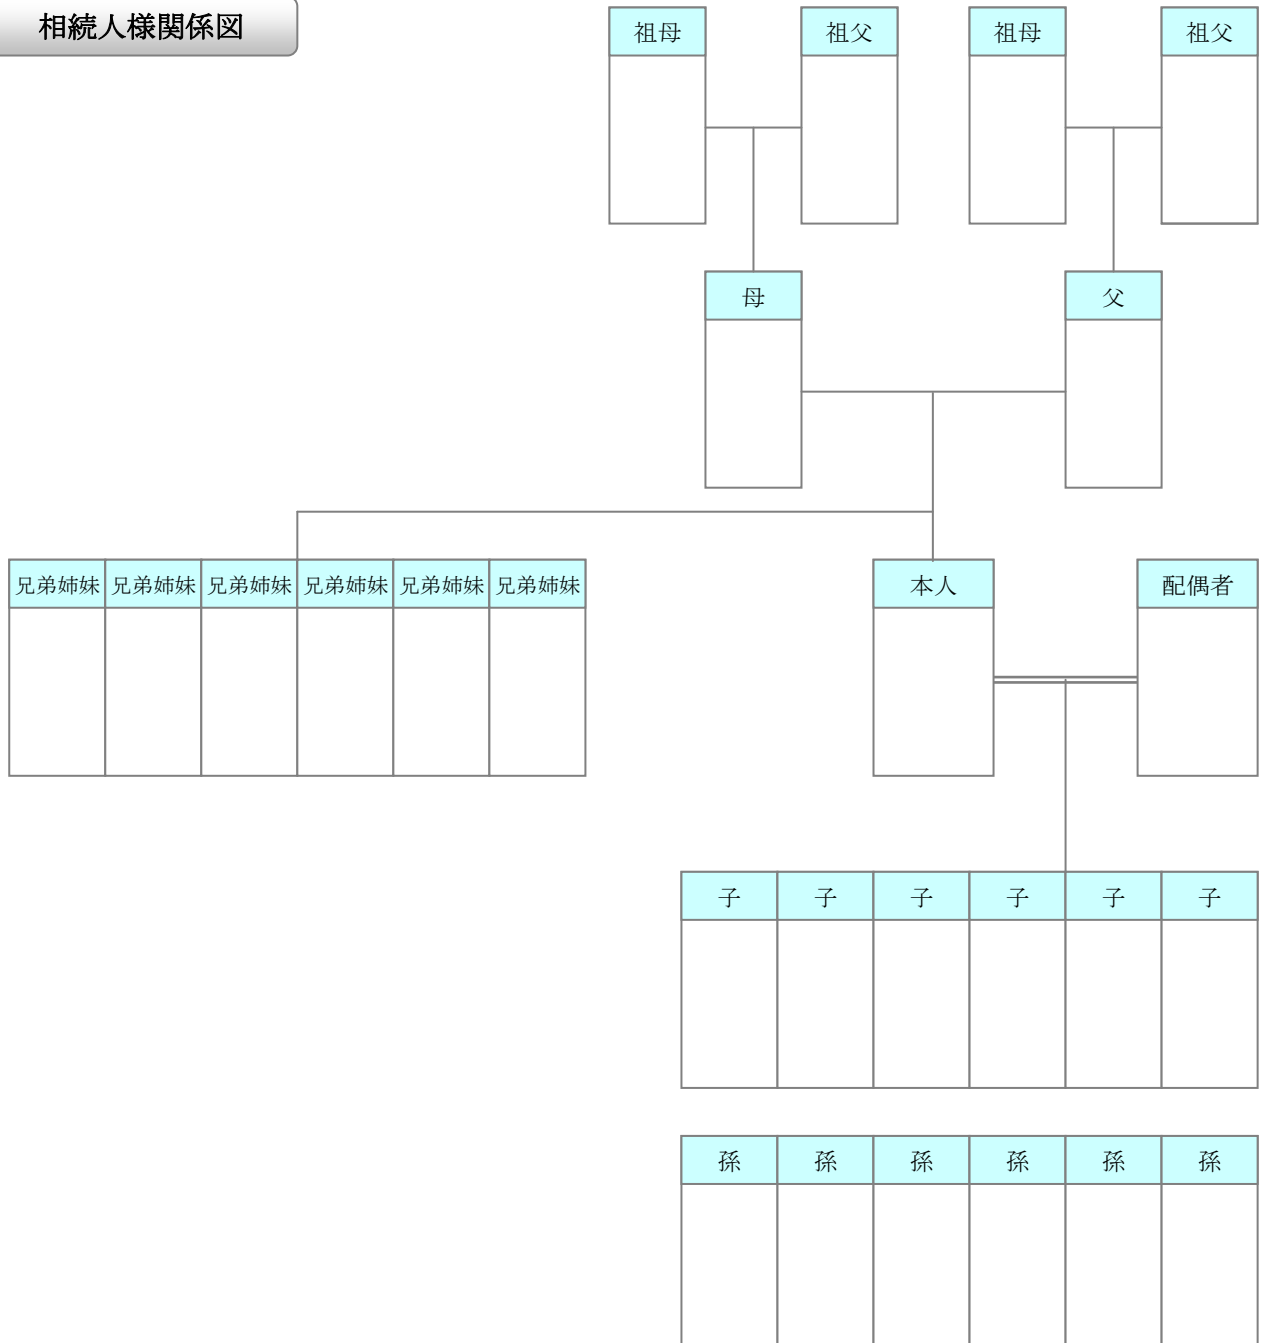 相続人様関係図
祖母 祖父 祖母 祖父
母 父
兄弟姉妹 兄弟姉妹 兄弟姉妹 兄弟姉妹 兄弟姉妹 兄弟姉妹 本人 配偶者
子 子 子 子 子 子
孫 孫 孫 孫 孫 孫